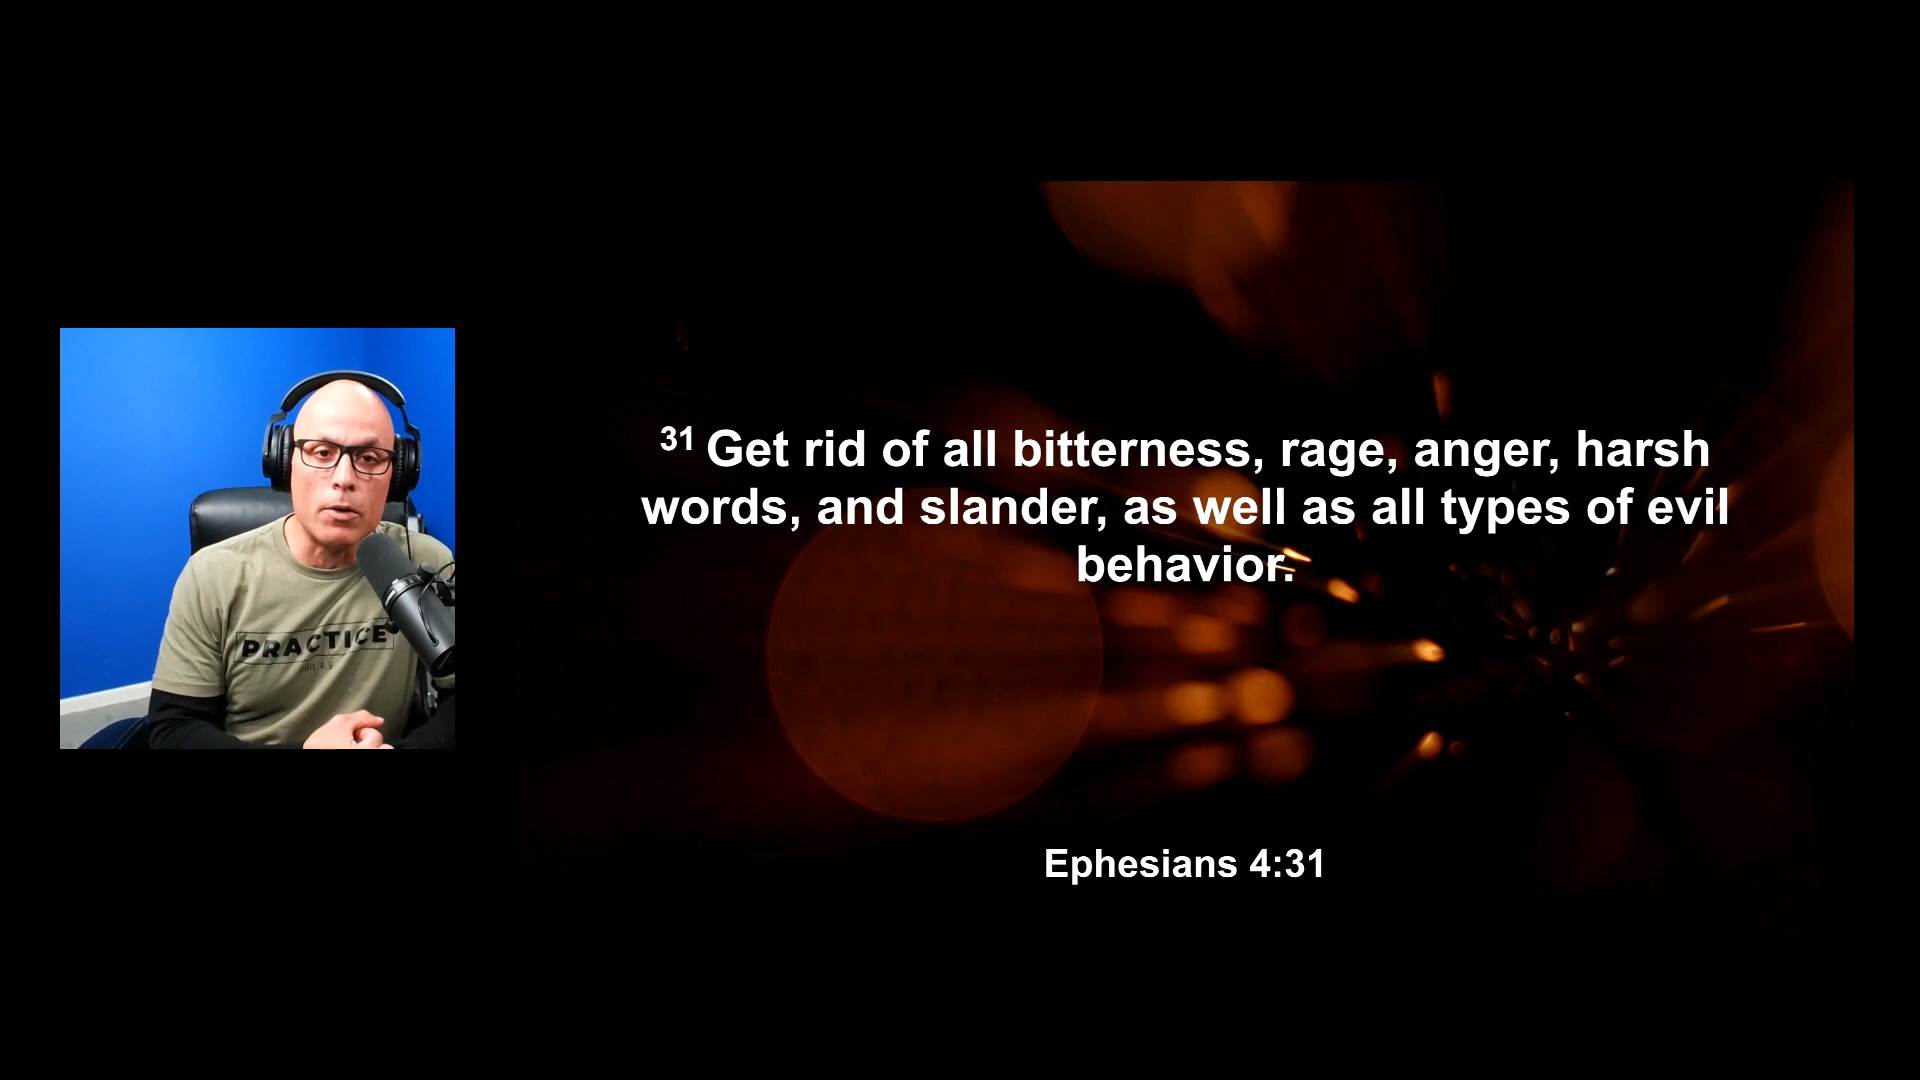 31 Get rid of all bitterness, rage, anger, harsh
words, and slander, as well as all types of evil
behavior.
Ephesians 4:31
PRACTICE